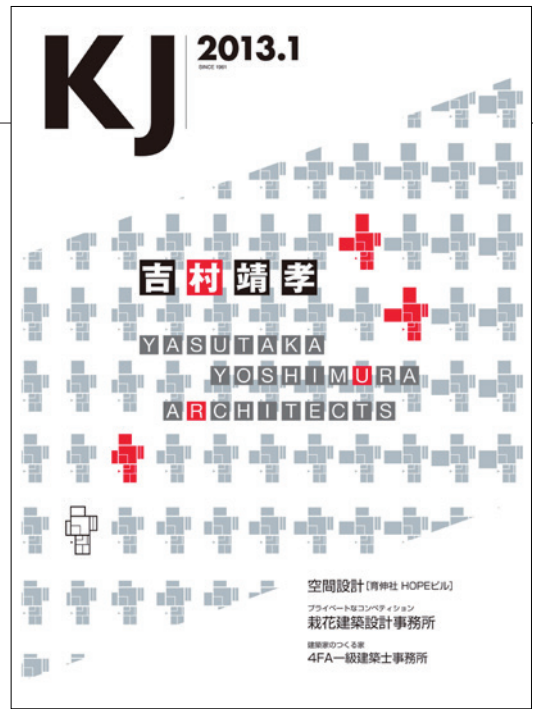 KJ
2013.1
SINCE 1961
吉村靖孝
YASUTAKA
YOSHIMURA
ARCHITECTS
空間設計［育伸社 HOPEビル］
プライベートなコンペティション
栽花建築設計事務所
建築家のつくる家
4FA一級建築士事務所